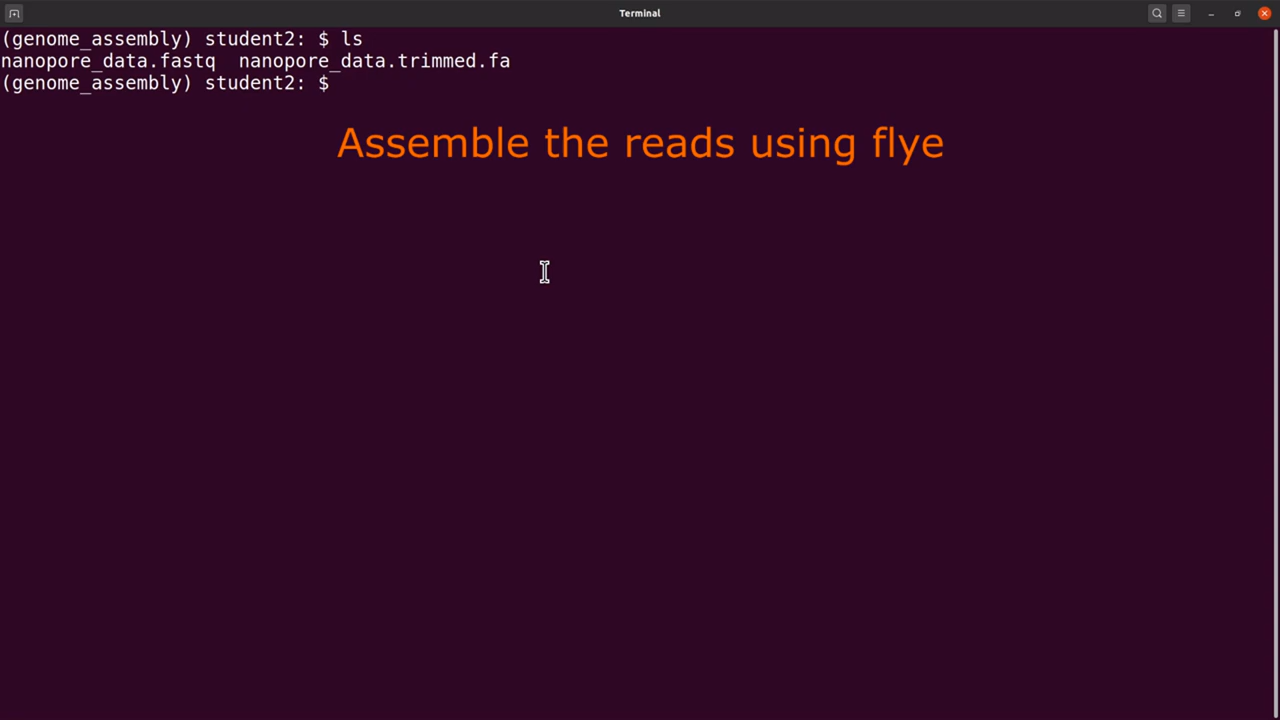 Terminal
(genome_assembly) student2: $ ls
nanopore_data.fastq  nanopore_data.trimmed.fa
(genome_assembly) student2: $
Assemble the reads using flye